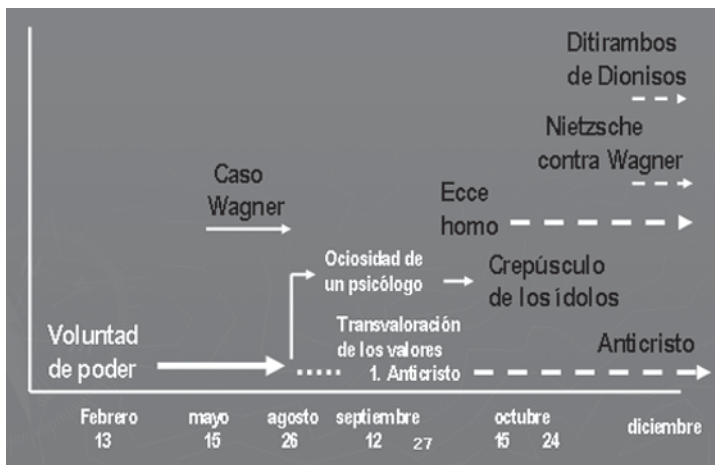 Ditirambos
de Dionisos
Nietzsche
contra Wagner
Caso
Wagner
Ecce
homo
Ociosidad de
un psicólogo
Crepúsculo
de los ídolos
Transvaloración
de los valores
1. Anticristo
Voluntad
de poder
Anticristo
Febrero mayo agosto septiembre octubre diciembre
13 15 26 12 27 15 24